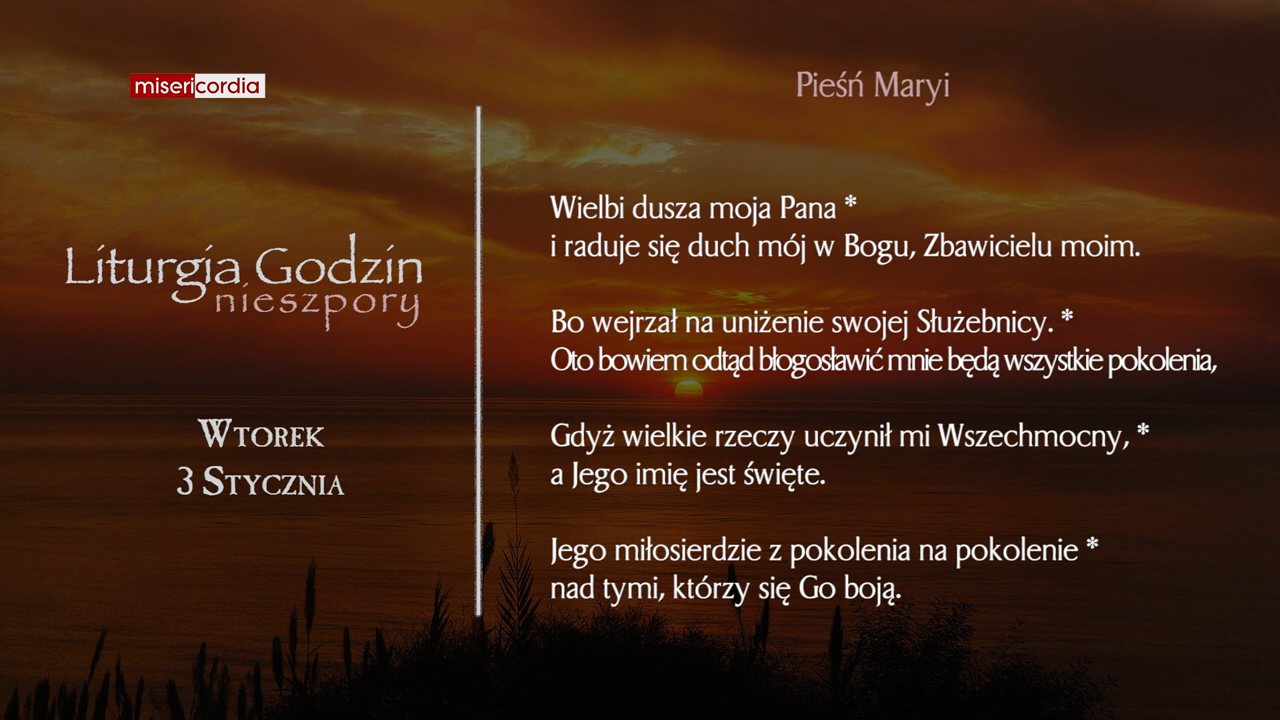 misericordia
Liturgia Godzin
nieszpory
Wtorek
3 Stycznia
Pieśń Maryi
Wielbi dusza moja Pana *
i raduje się duch mój w Bogu, Zbawicielu moim.
Bo wejrzał na uniżenie swojej Służebnicy. *
Oto bowiem odtąd błogosławić mnie będą wszystkie pokolenia,
Gdyż wielkie rzeczy uczynił mi Wszechmocny, *
a Jego imię jest święte.
Jego miłosierdzie z pokolenia na pokolenie *
nad tymi, którzy się Go boją.